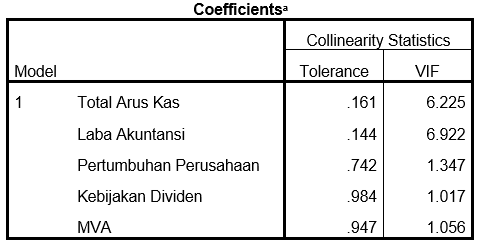 Coefficientsª
Collinearity Statistics
Model Tolerance VIF
1 Total Arus Kas .161 6.225
Laba Akuntansi .144 6.922
Pertumbuhan Perusahaan .742 1.347
Kebijakan Dividen .984 1.017
MVA .947 1.056